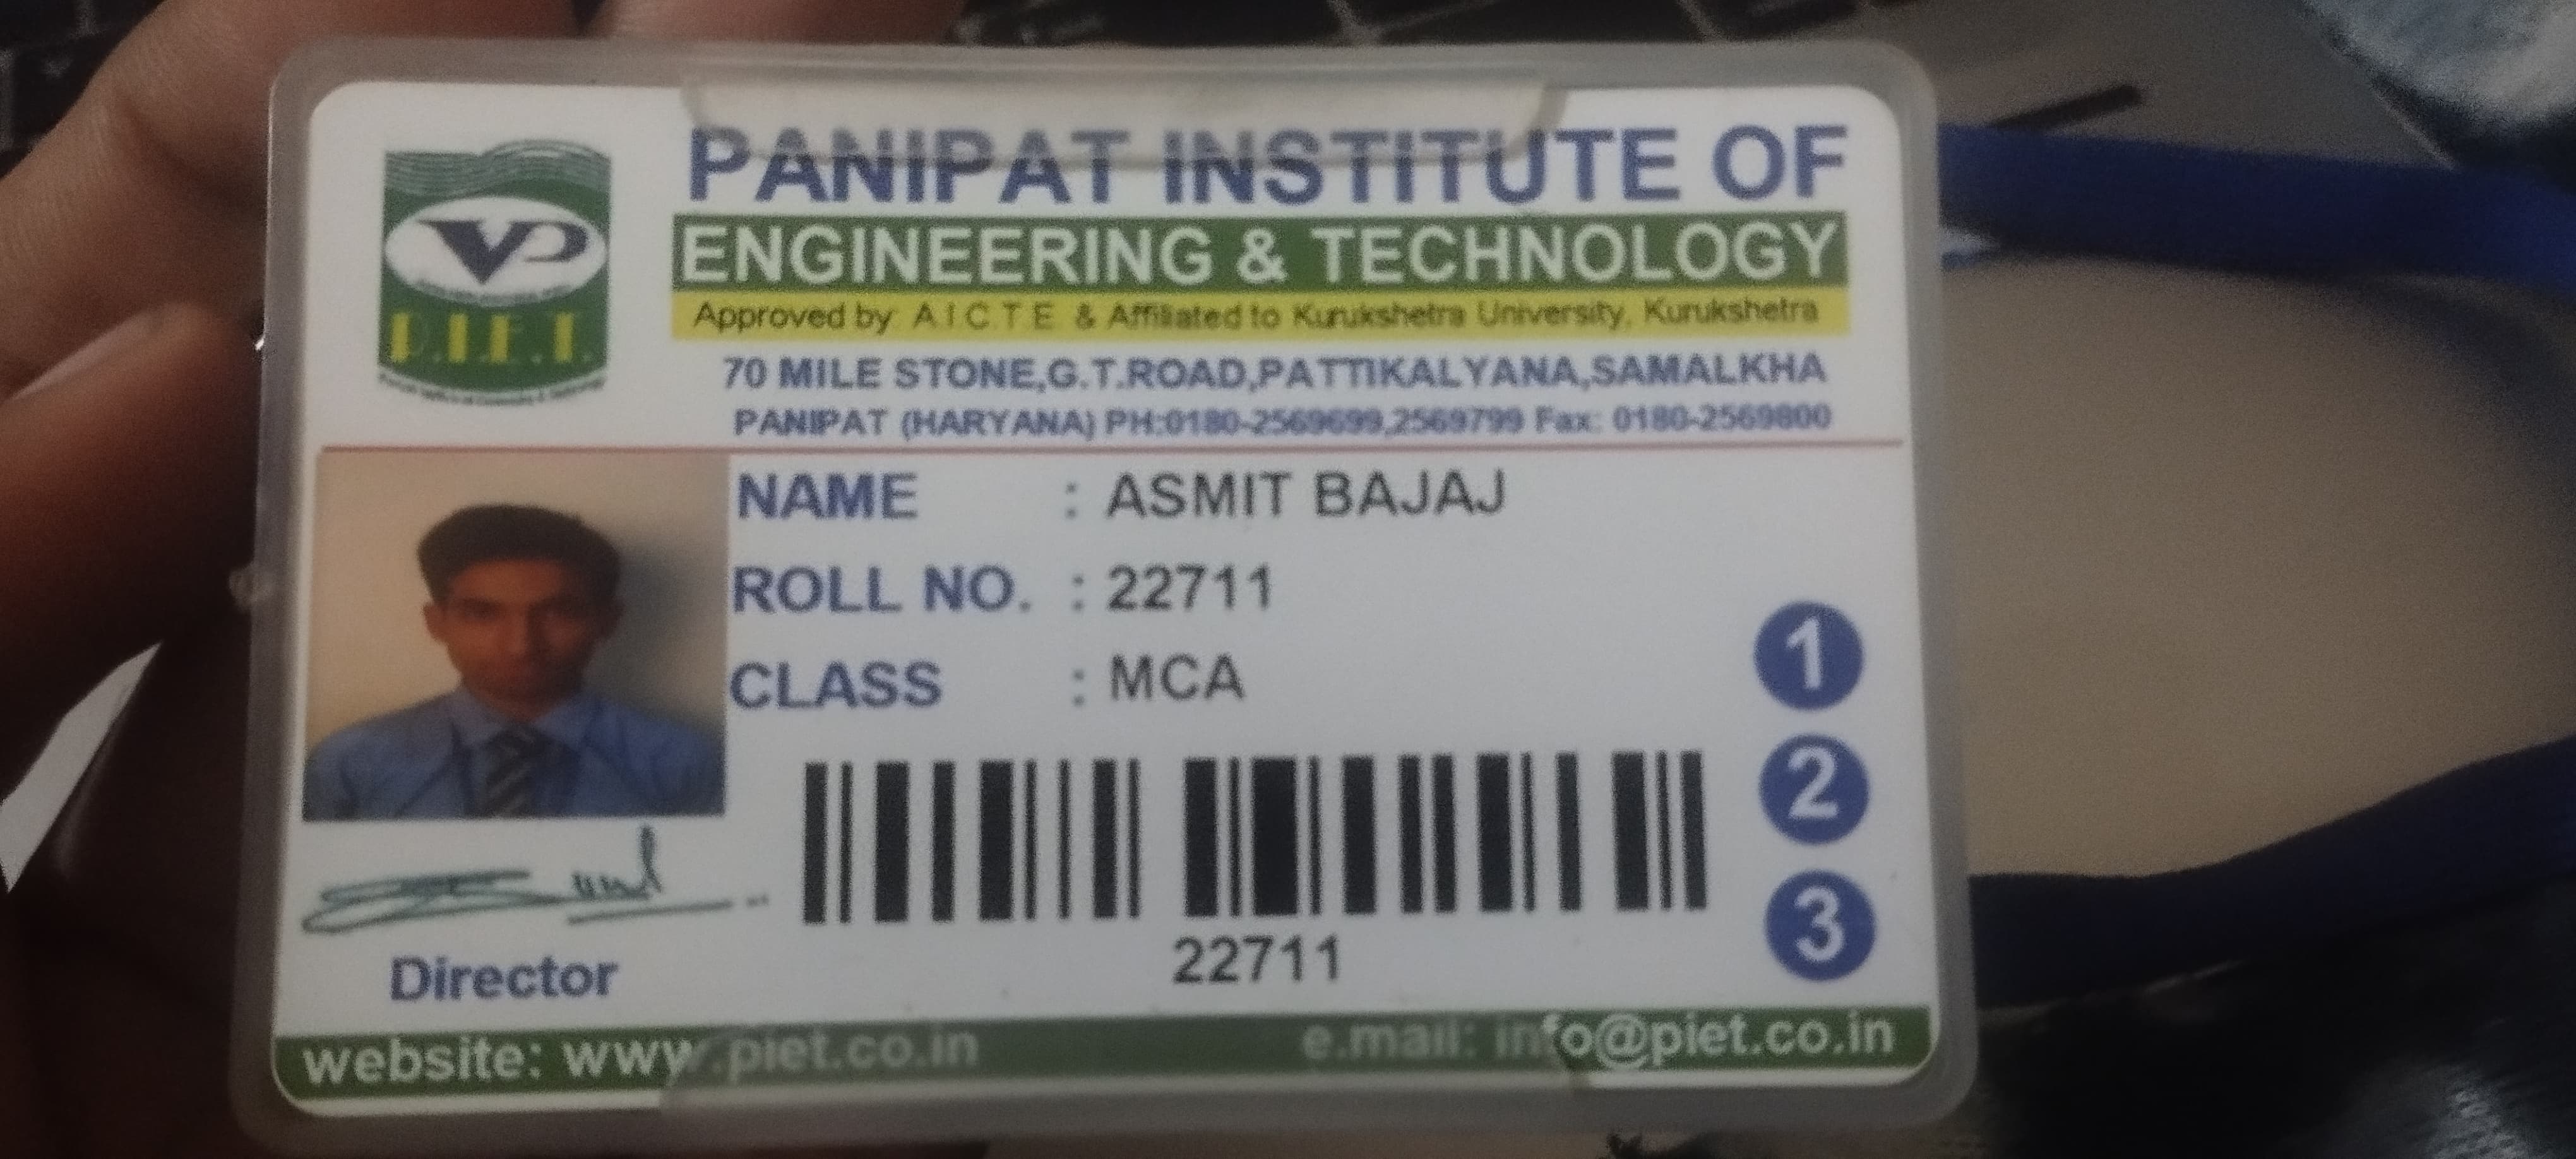 PANIPAT INSTITUTE OF
ENGINEERING & TECHNOLOGY
Approved by A I C T E & Affiliated to Kurukshetra University, Kurukshetra
70 MILE STONE,G.T.ROAD,PATTIKALYANA,SAMALKHA
PANIPAT (HARYANA) PH:0180-2569699,2569799 Fax: 0180-2569800
VP
P.I.E.T.
NAME : ASMIT BAJAJ
ROLL NO. : 22711
CLASS : MCA
1
2
3
22711
Director
website: www.piet.co.in e.mail: info@piet.co.in